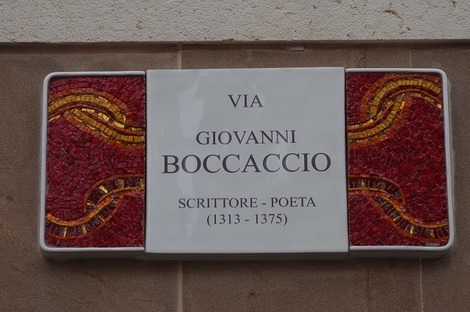 VIA
GIOVANNI
BOCCACCIO
SCRITTORE - POETA
(1313 - 1375)